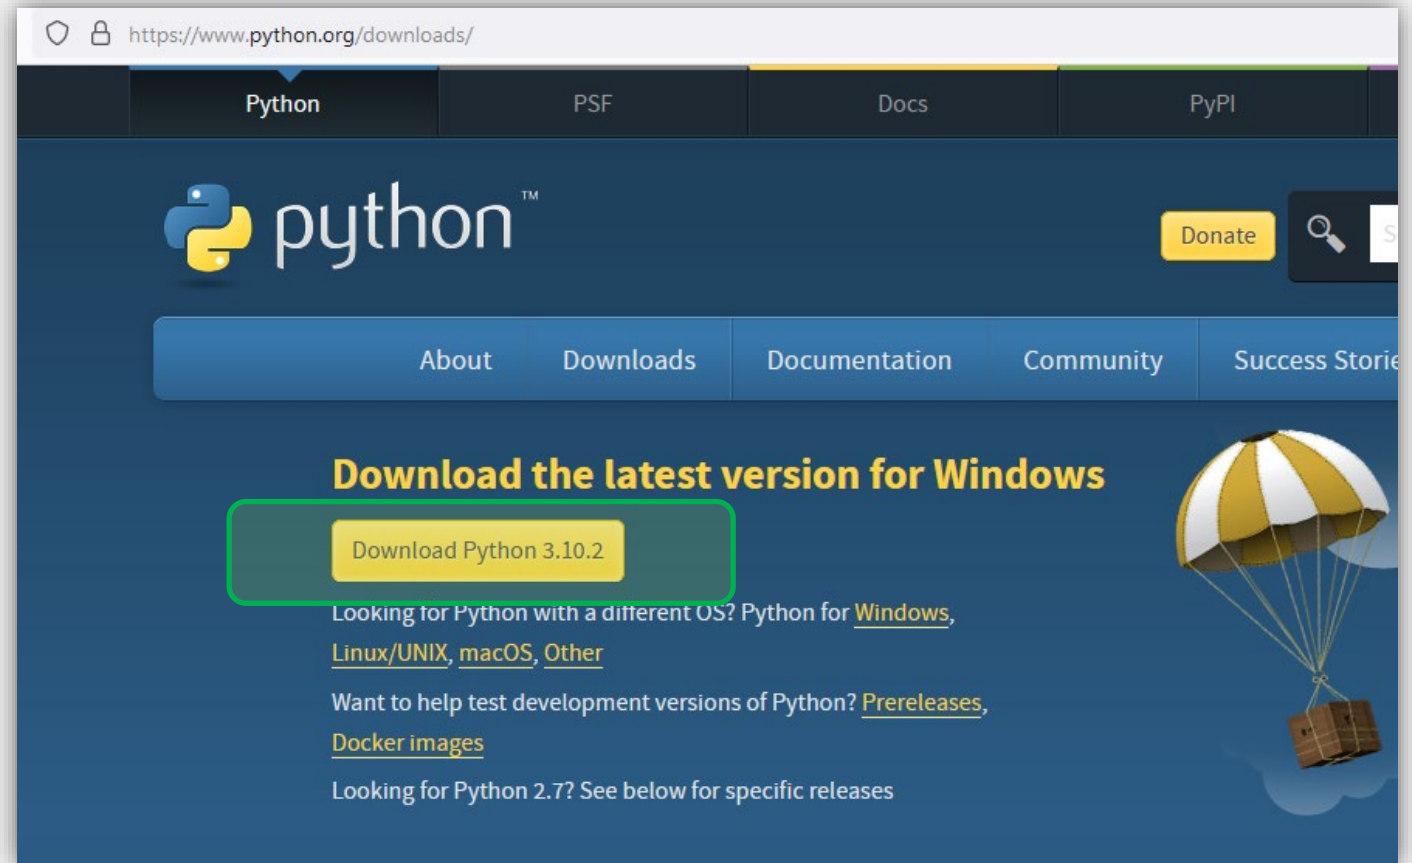 https://www.python.org/downloads/
Python PSF Docs PyPI
python™
Donate
S
About Downloads Documentation Community Success Storie
Download the latest version for Windows
Download Python 3.10.2
Looking for Python with a different OS? Python for Windows,
Linux/UNIX, macOS, Other
Want to help test development versions of Python? Prereleases,
Docker images
Looking for Python 2.7? See below for specific releases